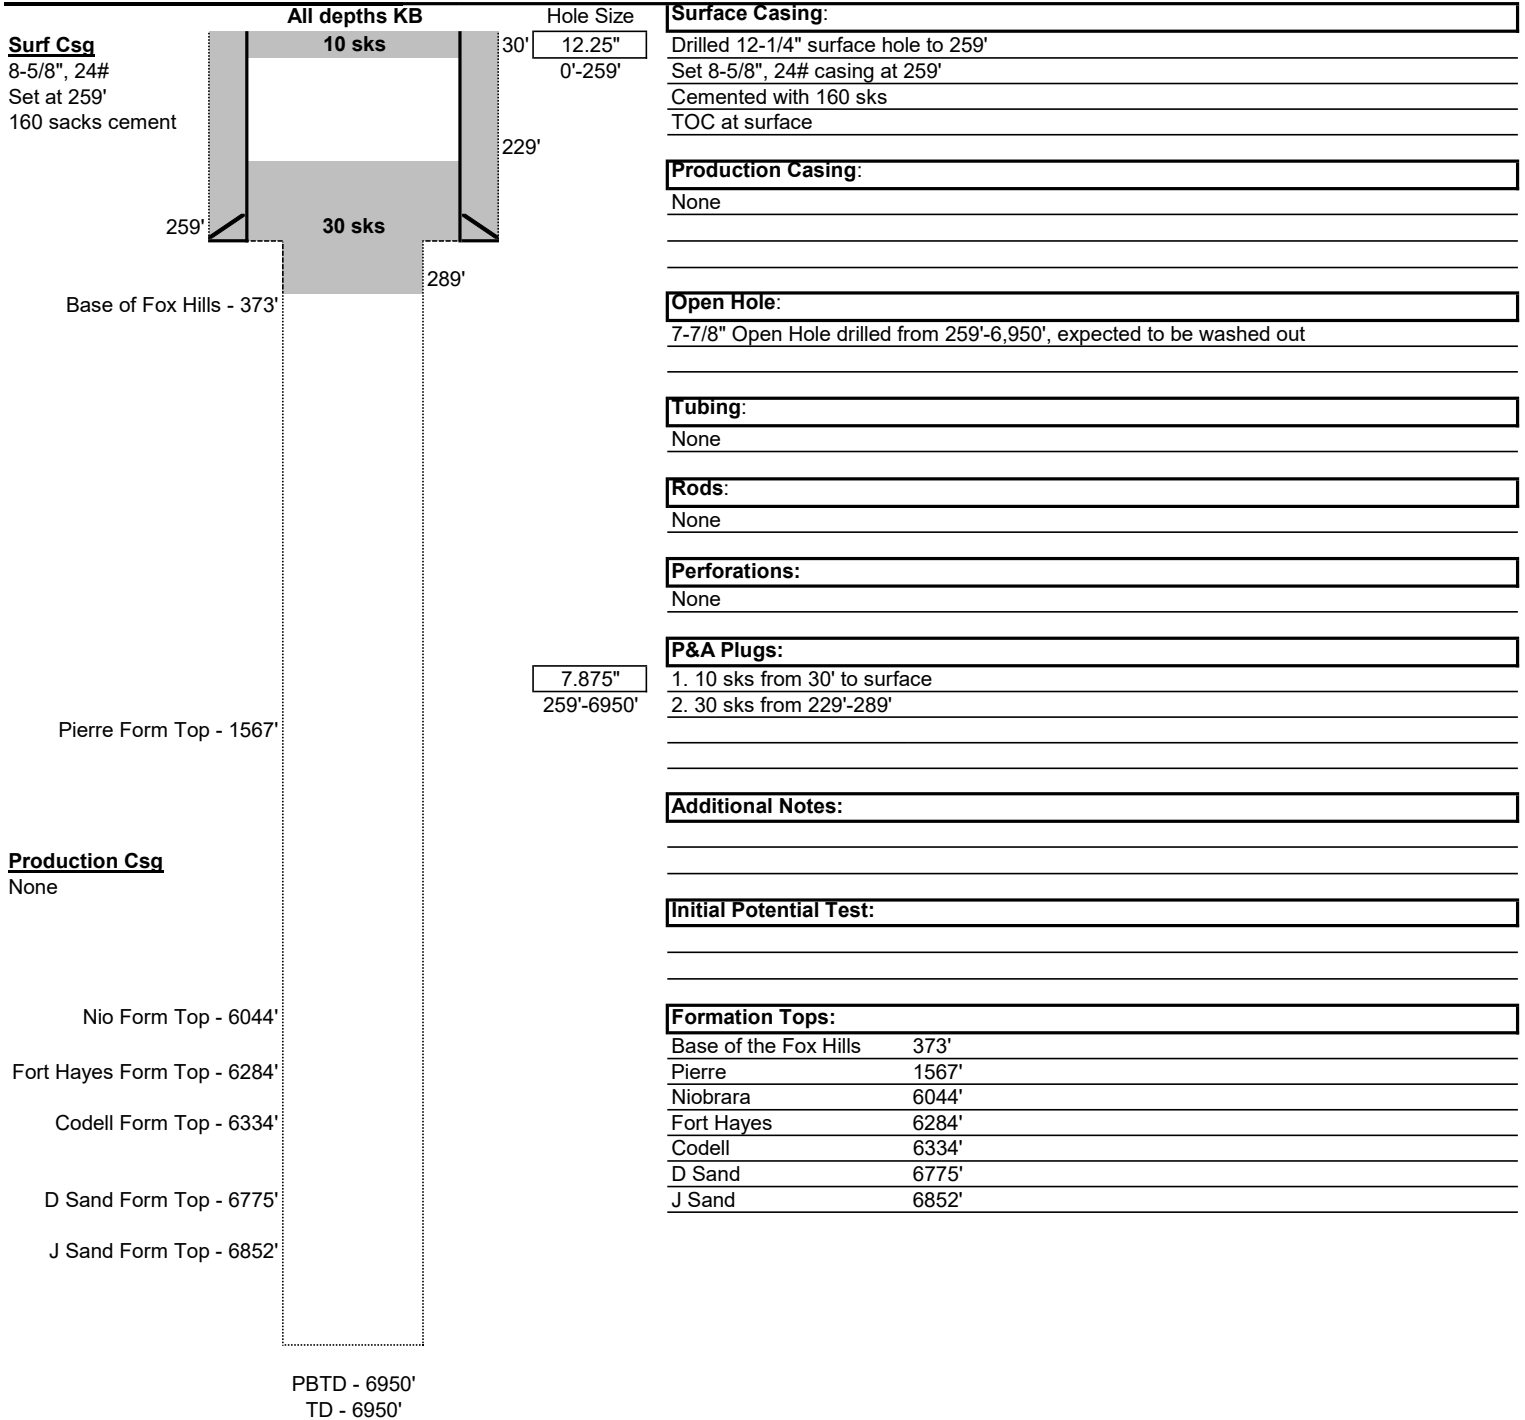 All depths KB
Hole Size
Surf Csg
8-5/8", 24#
Set at 259'
160 sacks cement
10 sks
30'
12.25"
0'-259'
229'
259'
30 sks
289'
Base of Fox Hills - 373'
7.875"
259'-6950'
Pierre Form Top - 1567'
Production Csg
None
Nio Form Top - 6044'
Fort Hayes Form Top - 6284'
Codell Form Top - 6334'
D Sand Form Top - 6775'
J Sand Form Top - 6852'
PBTD - 6950'
TD - 6950'
Surface Casing:
Drilled 12-1/4" surface hole to 259'
Set 8-5/8", 24# casing at 259'
Cemented with 160 sks
TOC at surface
Production Casing:
None
Open Hole:
7-7/8" Open Hole drilled from 259'-6,950', expected to be washed out
Tubing:
None
Rods:
None
Perforations:
None
P&A Plugs:
1. 10 sks from 30' to surface
2. 30 sks from 229'-289'
Additional Notes:
Initial Potential Test:
Formation Tops:
Base of the Fox Hills 373'
Pierre 1567'
Niobrara 6044'
Fort Hayes 6284'
Codell 6334'
D Sand 6775'
J Sand 6852'